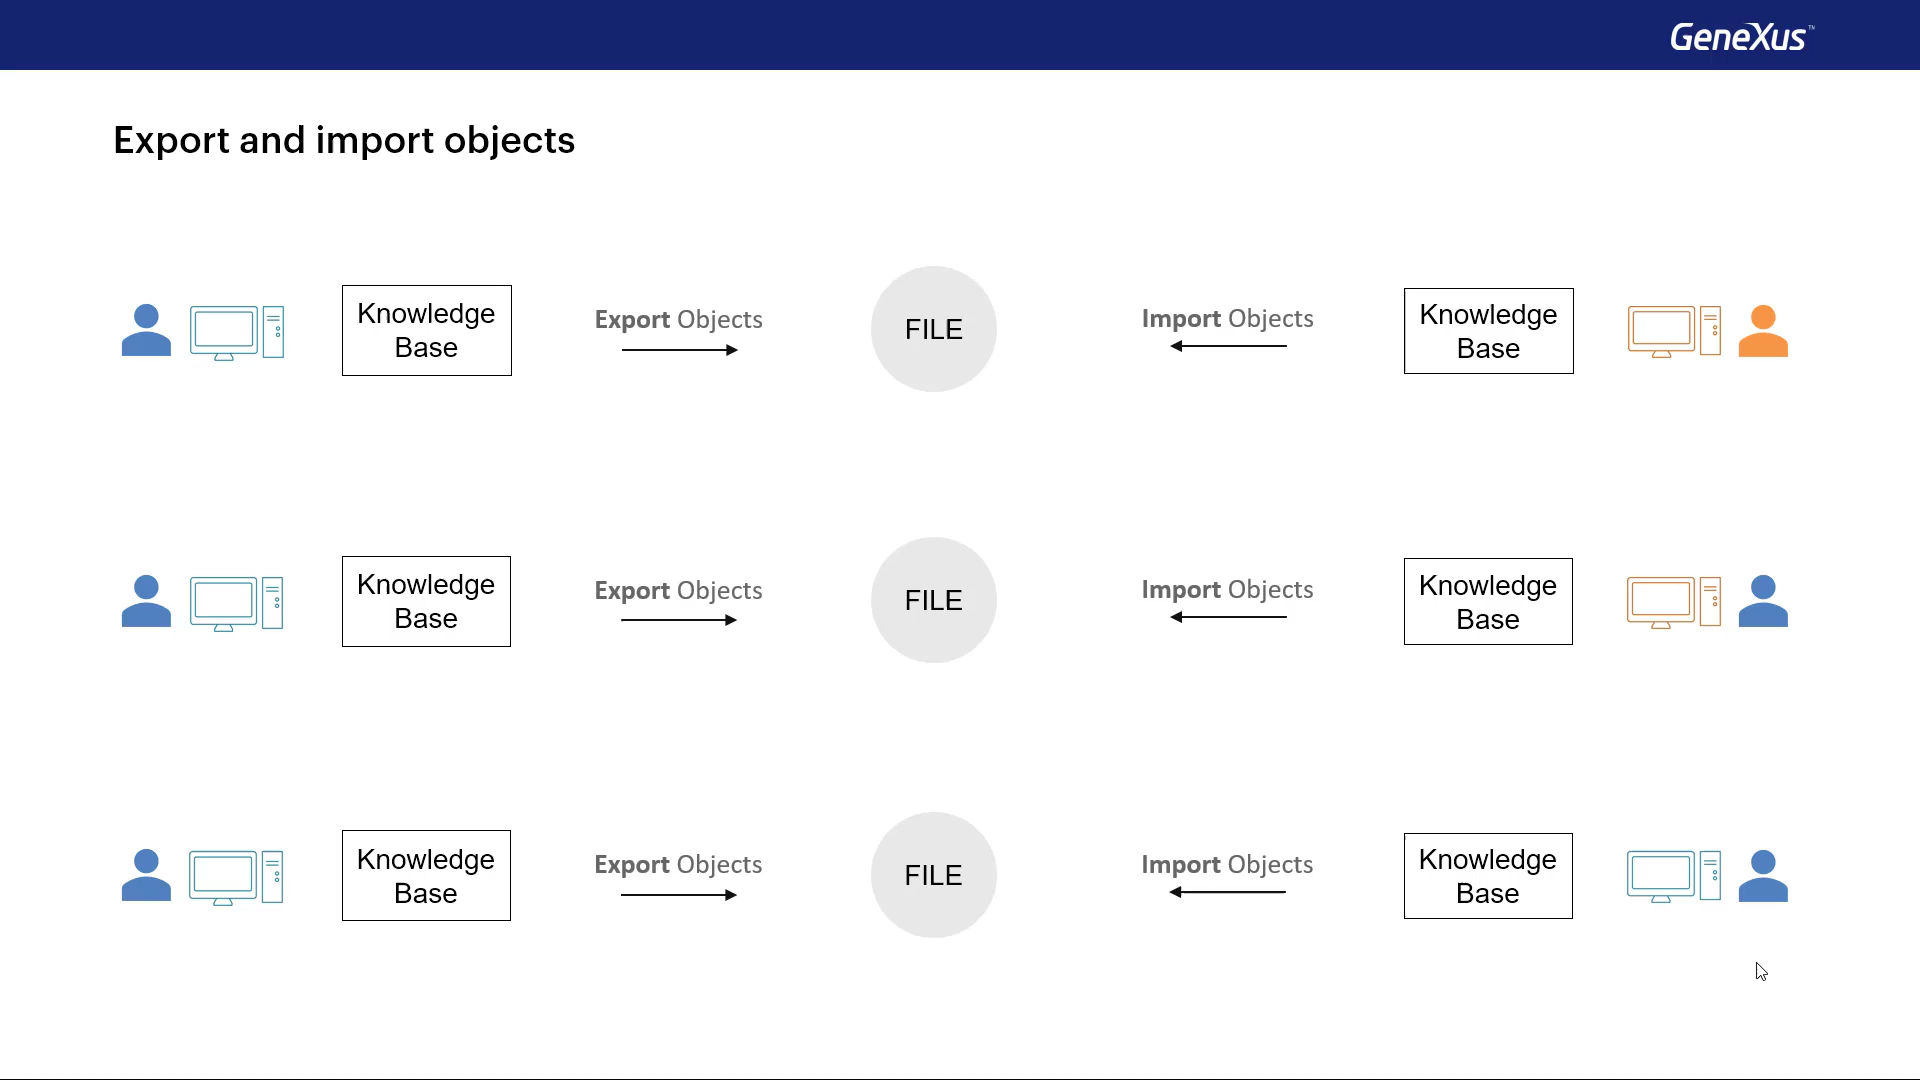 GeneXus™
Export and import objects
Knowledge
Base
Export Objects
FILE
Import Objects
Knowledge
Base
Knowledge
Base
Export Objects
FILE
Import Objects
Knowledge
Base
Knowledge
Base
Export Objects
FILE
Import Objects
Knowledge
Base